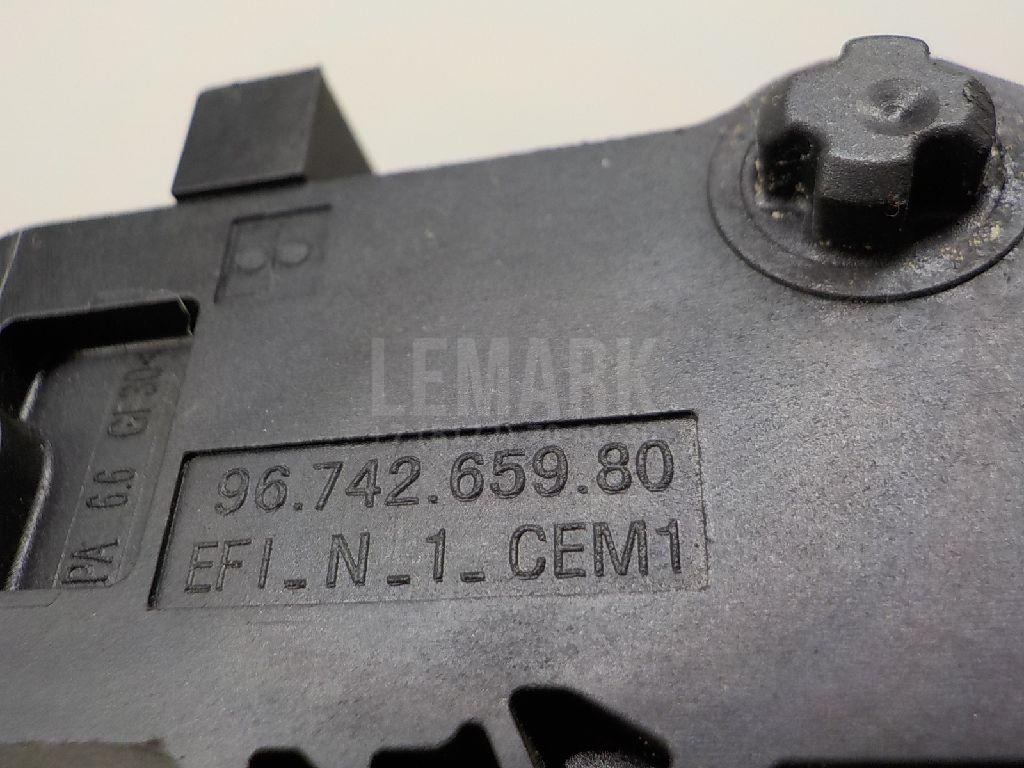 LEMARK
96.742.659.80
EFI_N_1_CEM1
PA 66